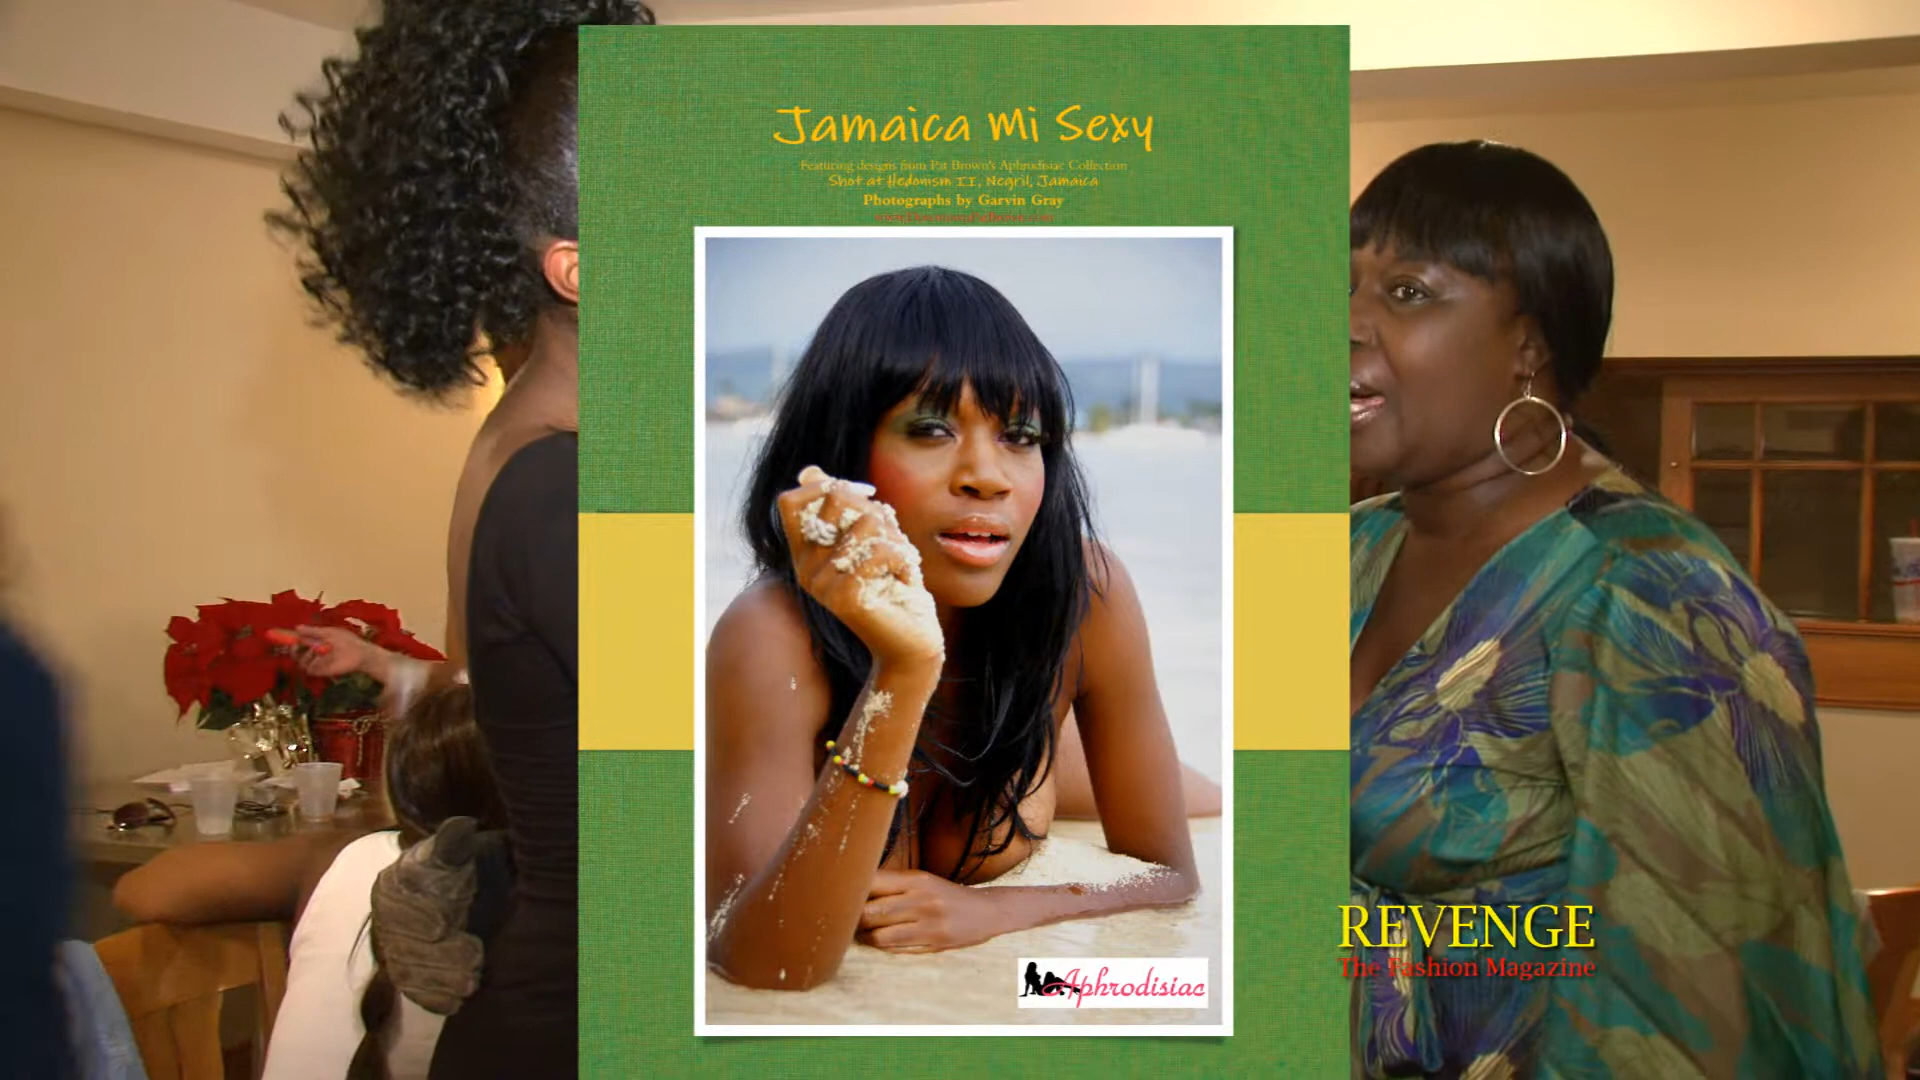 Jamaica Mi Sexy
Featuring designs from Pat Brown's Aphrodisiac Collection
Shot at Hedonism II, Negril, Jamaica
Photographs by Garvin Gray
Aphrodisiac
REVENGE
The Fashion Magazine